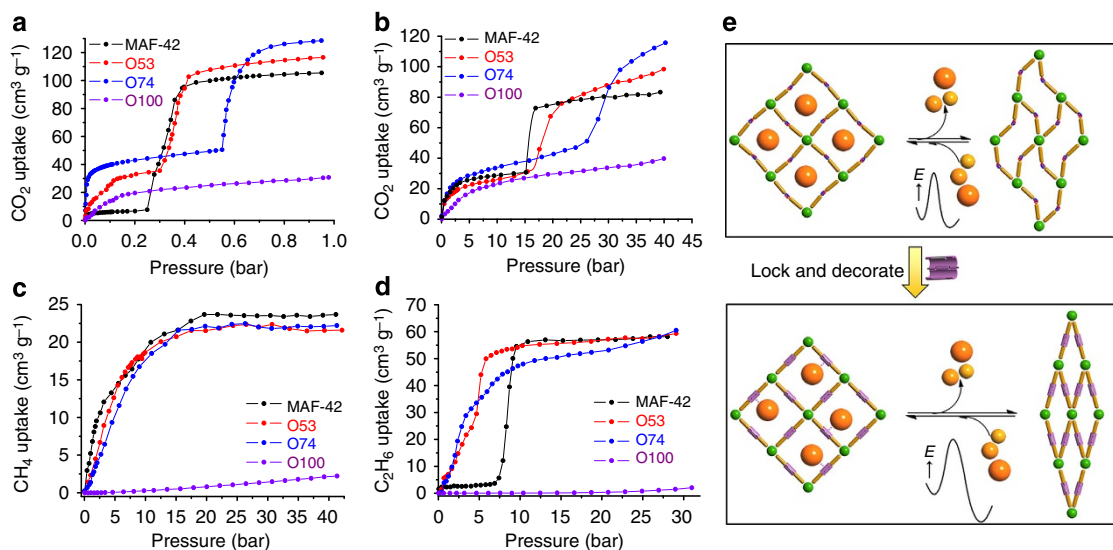 a
MAF-42
O53
O74
O100
CO2 uptake (cm3 g–1)
120
100
80
60
40
20
0
0.0 0.2 0.4 0.6 0.8 1.0
Pressure (bar)
b
MAF-42
O53
O74
O100
CO2 uptake (cm3 g–1)
120
100
80
60
40
20
0
0 5 10 15 20 25 30 35 40 45
Pressure (bar)
c
CH4 uptake (cm3 g–1)
25
20
15
10
5
0
MAF-42
O53
O74
O100
0 5 10 15 20 25 30 35 40
Pressure (bar)
d
C2H6 uptake (cm3 g–1)
70
60
50
40
30
20
10
0
MAF-42
O53
O74
O100
0 5 10 15 20 25 30
Pressure (bar)
e
E
Lock and decorate
E